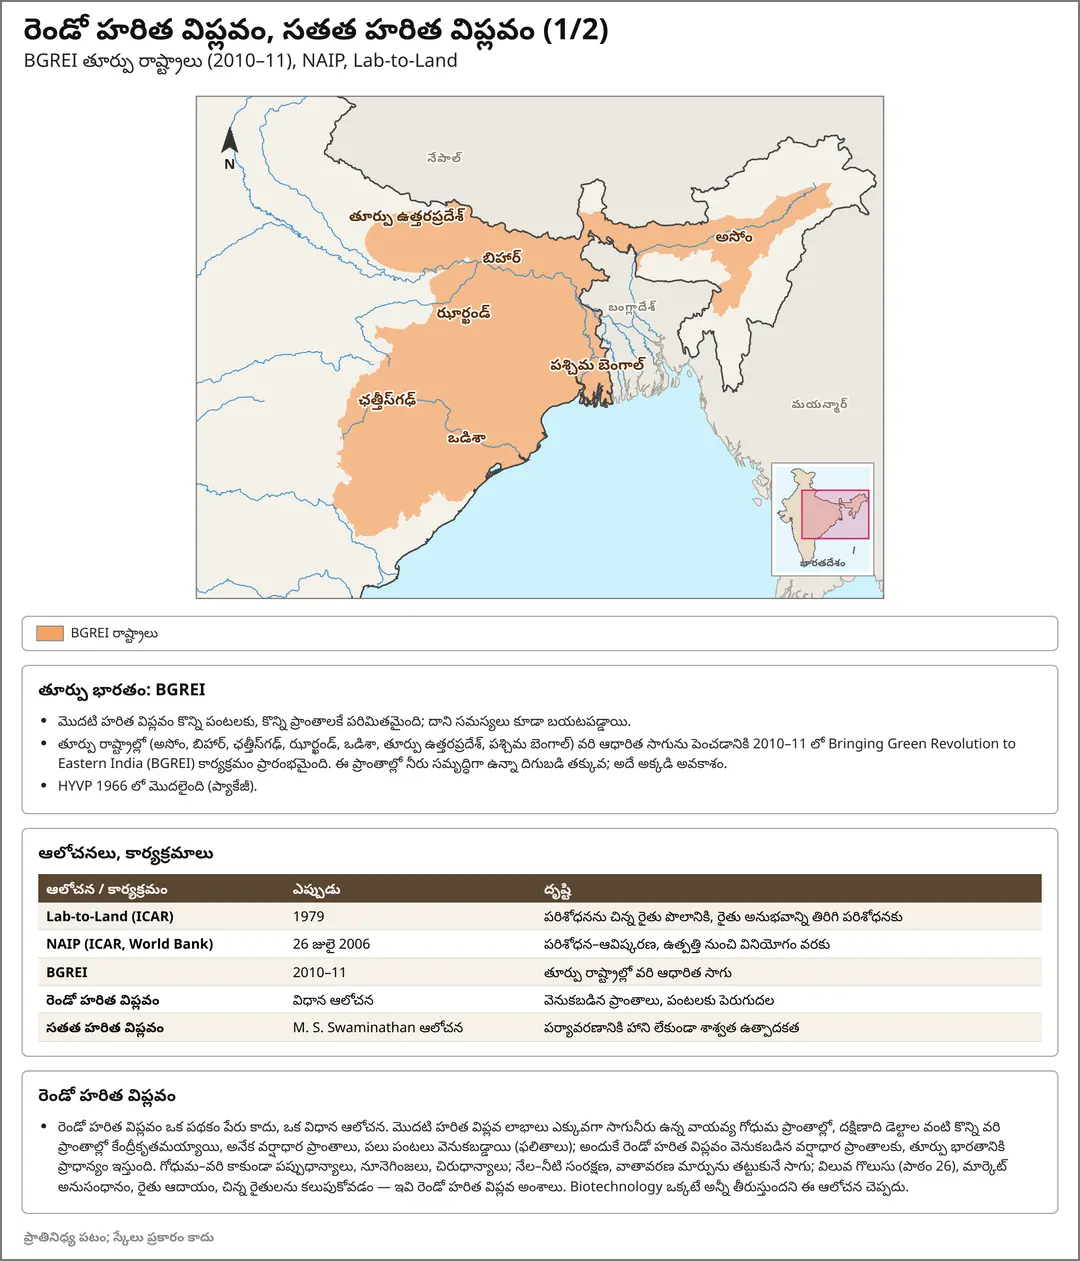 రెండో హరిత విప్లవం, సతత హరిత విప్లవం (1/2)
BGREI తూర్పు రాష్ట్రాలు (2010–11), NAIP, Lab-to-Land
N
నేపాల్
తూర్పు ఉత్తరప్రదేశ్
అసోం
బిహార్
బంగ్లాదేశ్
ఝార్ఖండ్
పశ్చిమ బెంగాల్
ఛత్తీస్‌గఢ్
మయన్మార్
ఒడిశా
భారతదేశం
BGREI రాష్ట్రాలు
తూర్పు భారతం: BGREI
• మొదటి హరిత విప్లవం కొన్ని పంటలకు, కొన్ని ప్రాంతాలకే పరిమితమైంది; దాని సమస్యలు కూడా బయటపడ్డాయి.
• తూర్పు రాష్ట్రాల్లో (అసోం, బిహార్, ఛత్తీస్‌గఢ్, ఝార్ఖండ్, ఒడిశా, తూర్పు ఉత్తరప్రదేశ్, పశ్చిమ బెంగాల్) వరి ఆధారిత సాగును పెంచడానికి 2010–11 లో Bringing Green Revolution to
Eastern India (BGREI) కార్యక్రమం ప్రారంభమైంది. ఈ ప్రాంతాల్లో నీరు సమృద్ధిగా ఉన్నా దిగుబడి తక్కువ; అదే అక్కడి అవకాశం.
• HYVP 1966 లో మొదలైంది (ప్యాకేజీ).
ఆలోచనలు, కార్యక్రమాలు
ఆలోచన / కార్యక్రమం ఎప్పుడు దృష్టి
Lab-to-Land (ICAR) 1979 పరిశోధనను చిన్న రైతు పొలానికి, రైతు అనుభవాన్ని తిరిగి పరిశోధనకు
NAIP (ICAR, World Bank) 26 జులై 2006 పరిశోధన–ఆవిష్కరణ, ఉత్పత్తి నుంచి వినియోగం వరకు
BGREI 2010–11 తూర్పు రాష్ట్రాల్లో వరి ఆధారిత సాగు
రెండో హరిత విప్లవం విధాన ఆలోచన వెనుకబడిన ప్రాంతాలు, పంటలకు పెరుగుదల
సతత హరిత విప్లవం M. S. Swaminathan ఆలోచన పర్యావరణానికి హాని లేకుండా శాశ్వత ఉత్పాదకత
రెండో హరిత విప్లవం
• రెండో హరిత విప్లవం ఒక పథకం పేరు కాదు, ఒక విధాన ఆలోచన. మొదటి హరిత విప్లవ లాభాలు ఎక్కువగా సాగునీరు ఉన్న వాయవ్య గోధుమ ప్రాంతాల్లో, దక్షిణాది డెల్టాల వంటి కొన్ని వరి
ప్రాంతాల్లో కేంద్రీకృతమయ్యాయి, అనేక వర్షాధార ప్రాంతాలు, పలు పంటలు వెనుకబడ్డాయి (ఫలితాలు); అందుకే రెండో హరిత విప్లవం వెనుకబడిన వర్షాధార ప్రాంతాలకు, తూర్పు భారతానికి
ప్రాధాన్యం ఇస్తుంది. గోధుమ–వరి కాకుండా పప్పుధాన్యాలు, నూనెగింజలు, చిరుధాన్యాలు; నేల–నీటి సంరక్షణ, వాతావరణ మార్పును తట్టుకునే సాగు; విలువ గొలుసు (పాఠం 26), మార్కెట్
అనుసంధానం, రైతు ఆదాయం, చిన్న రైతులను కలుపుకోవడం — ఇవి రెండో హరిత విప్లవ అంశాలు. Biotechnology ఒక్కటే అన్నీ తీరుస్తుందని ఈ ఆలోచన చెప్పదు.
ప్రాతినిధ్య పటం; స్కేలు ప్రకారం కాదు